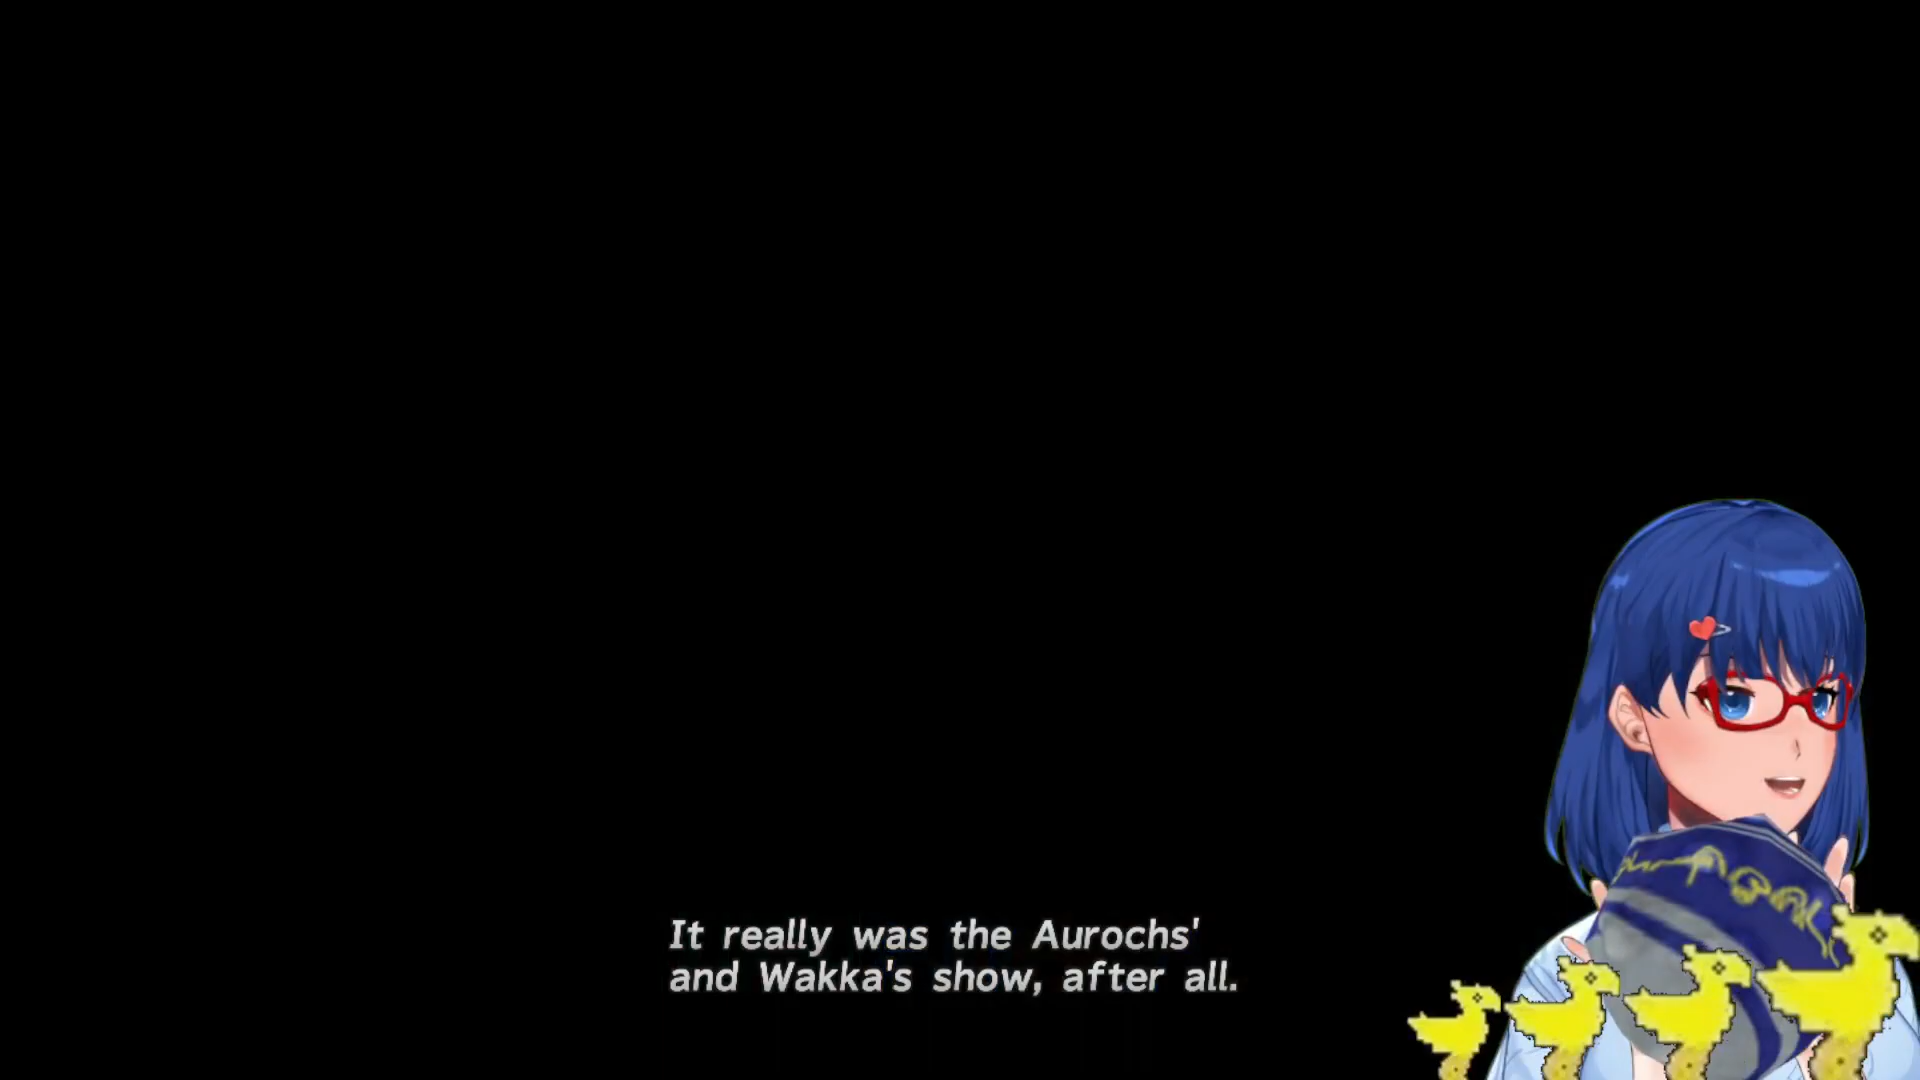 It really was the Aurochs'
and Wakka's show, after all.